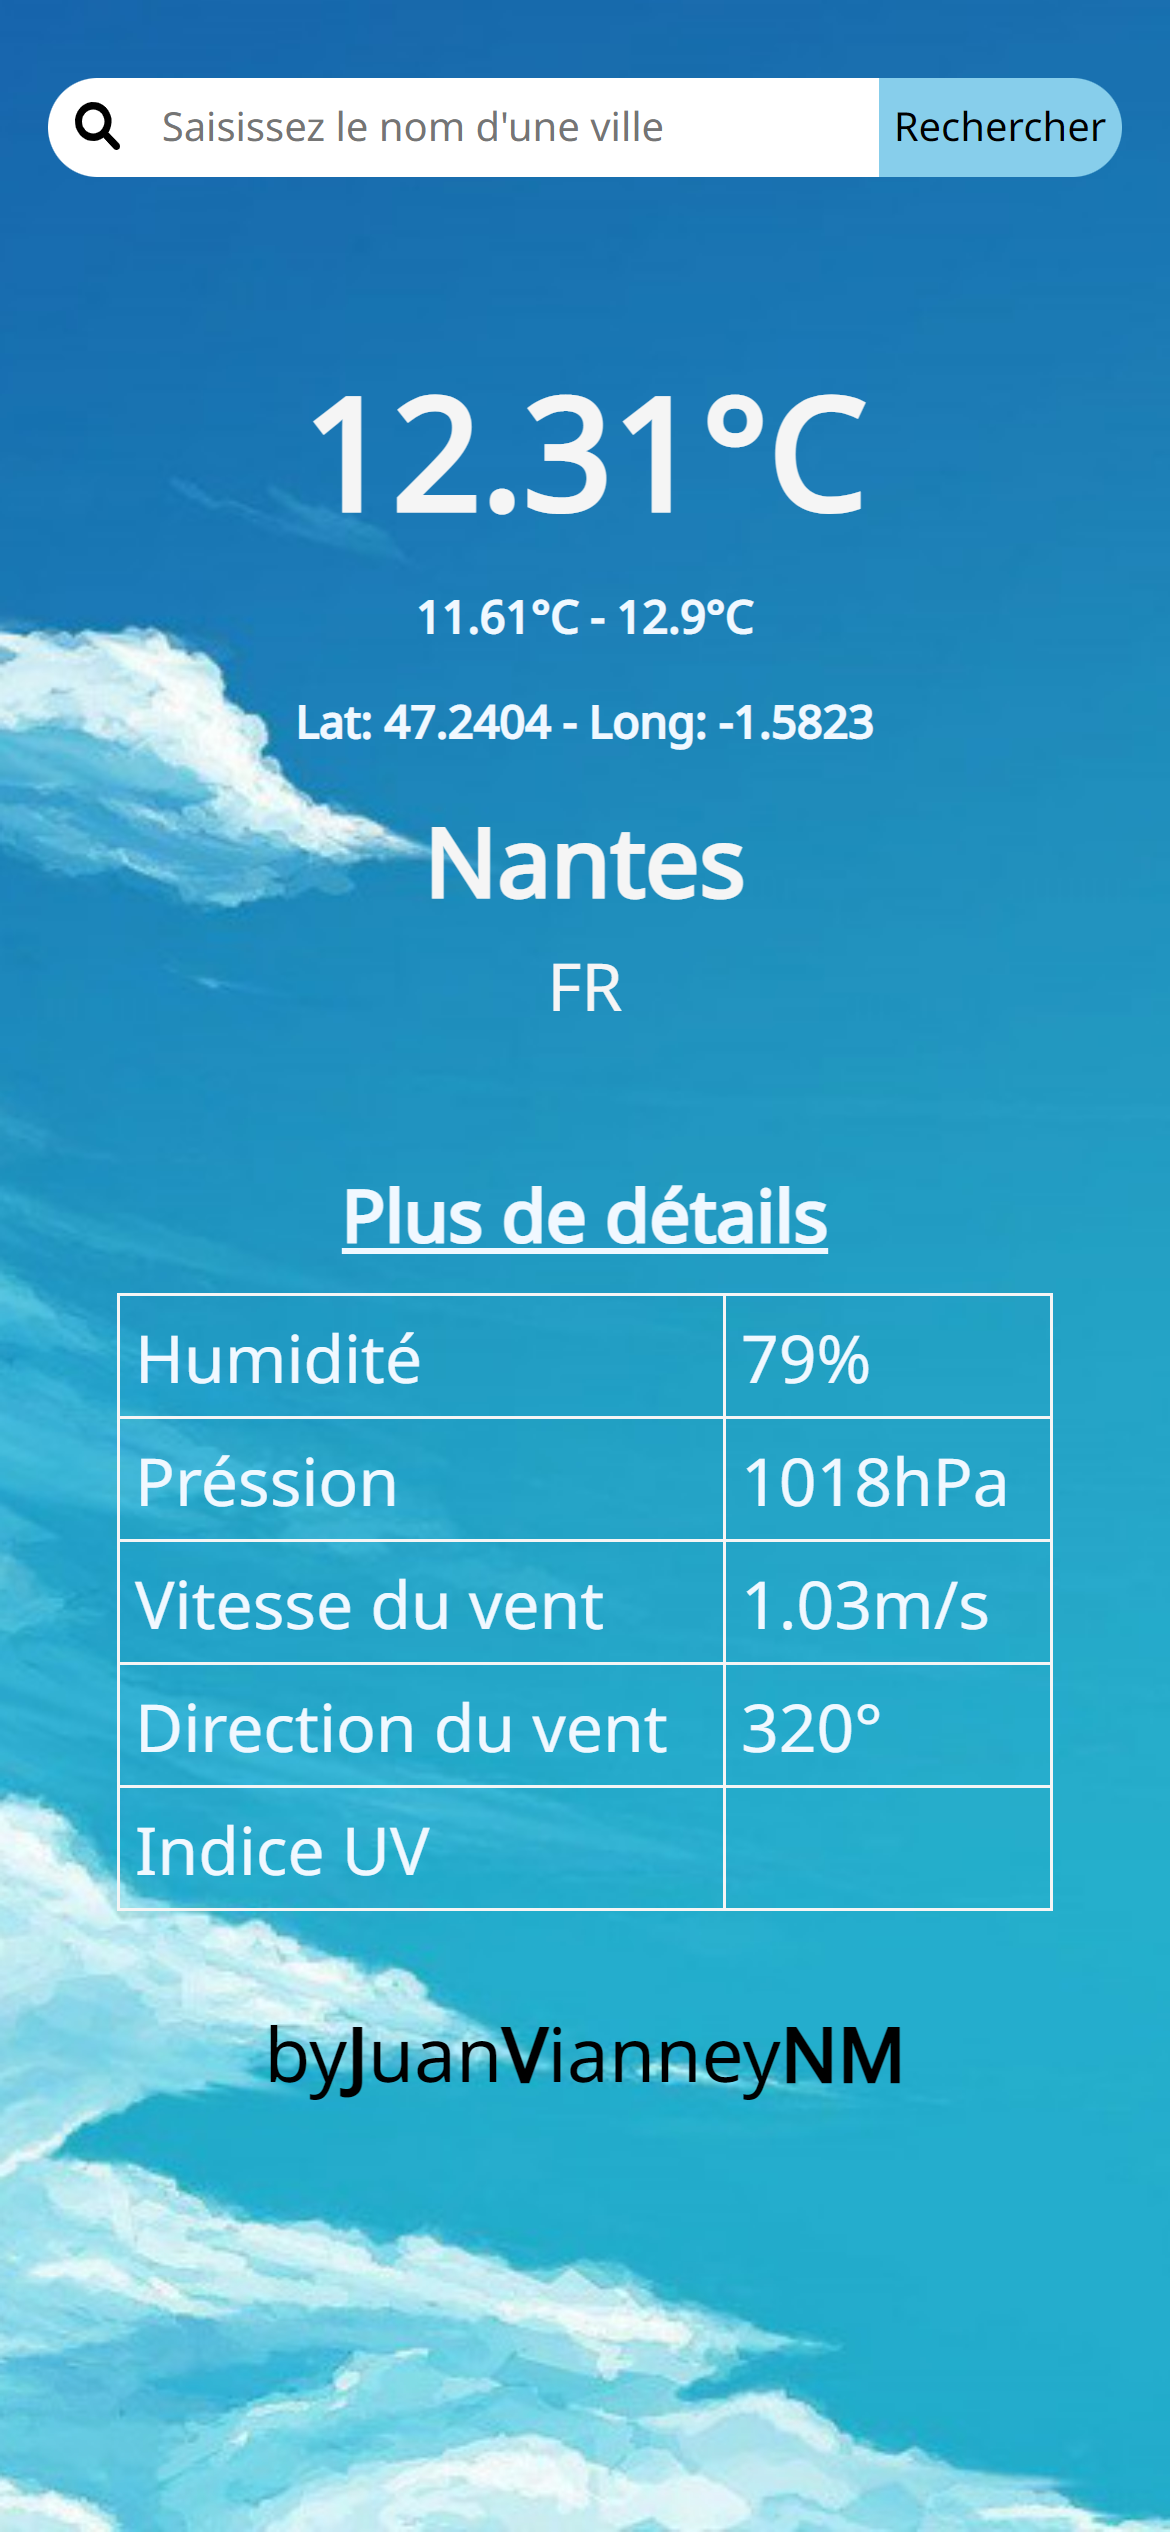 Saisissez le nom d'une ville Rechercher
12.31°C
11.61°C - 12.9°C
Lat: 47.2404 - Long: -1.5823
Nantes
FR
Plus de détails
Humidité 79%
Préssion 1018hPa
Vitesse du vent 1.03m/s
Direction du vent 320°
Indice UV
byJuanVianneyNM